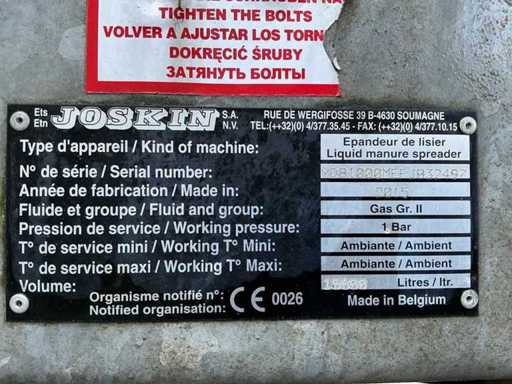 TIGHTEN THE BOLTS
VOLVER A AJUSTAR LOS TORN
DOKRĘCIĆ ŚRUBY
ЗАТЯНУТЬ БОЛТЫ
Ets Etn JOSKIN S.A. N.V.
RUE DE WERGIFOSSE 39 B-4630 SOUMAGNE
TEL:(++32)(0) 4/377.35.45 - FAX: (++32)(0) 4/377.10.15
Type d'appareil / Kind of machine: Epandeur de lisier
Liquid manure spreader
N° de série / Serial number:
Année de fabrication / Made in: 2015
Fluide et groupe / Fluid and group: Gas Gr. II
Pression de service / Working pressure: 1 Bar
T° de service mini / Working T° Mini: Ambiante / Ambient
T° de service maxi / Working T° Maxi: Ambiante / Ambient
Volume: Litres / ltr.
Organisme notifié n°: CE 0026
Notified organisation:
Made in Belgium